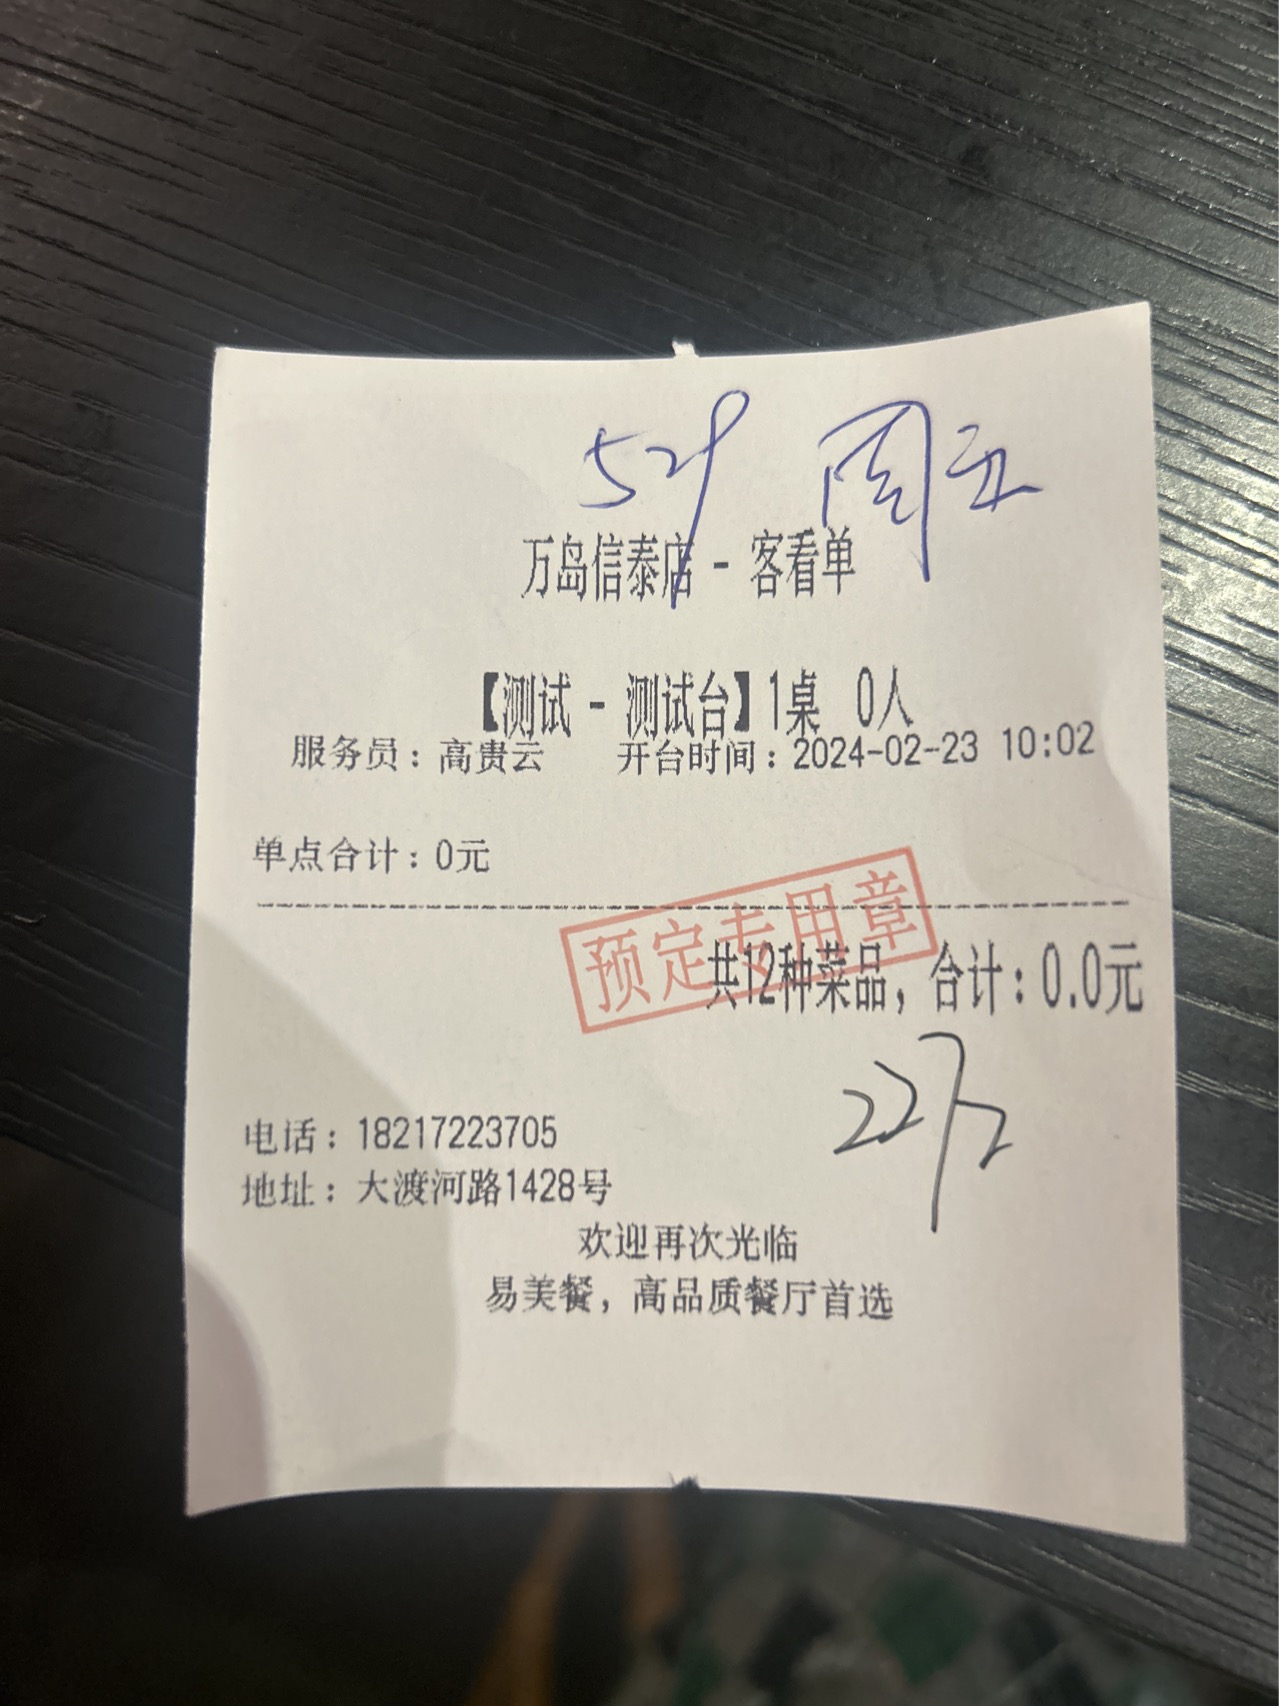 529 周五
万岛信泰店 - 客看单
【测试 - 测试台】1桌 0人
服务员：高贵云 开台时间：2024-02-23 10:02
单点合计：0元
预定专用章
共12种菜品，合计：0.0元
电话：18217223705
地址：大渡河路1428号
欢迎再次光临
易美餐，高品质餐厅首选